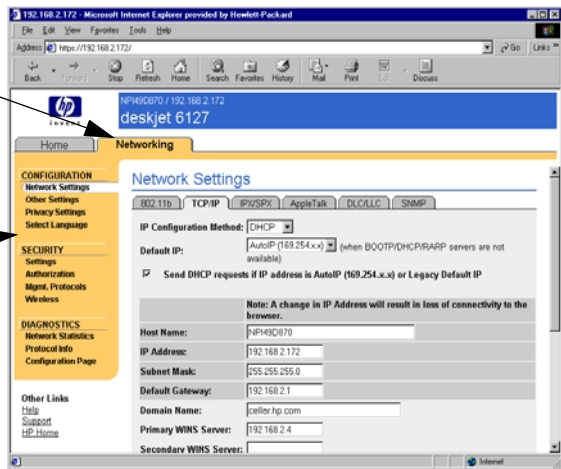 192.168.2.172 - Microsoft Internet Explorer provided by Hewlett-Packard
File Edit View Favorites Tools Help
Address https://192.168.2.172/ Go Links »
Back Forward Stop Refresh Home Search Favorites History Mail Print Edit Discuss
hp
invent
NPI49D870 / 192.168.2.172
deskjet 6127
Home Networking
CONFIGURATION
Network Settings
Other Settings
Privacy Settings
Select Language
SECURITY
Settings
Authorization
Mgmt. Protocols
Wireless
DIAGNOSTICS
Network Statistics
Protocol Info
Configuration Page
Other Links
Help
Support
HP Home
Network Settings
802.11b TCP/IP IPX/SPX AppleTalk DLC/LLC SNMP
IP Configuration Method: DHCP
Default IP: AutoIP (169.254.x.x) (when BOOTP/DHCP/RARP servers are not
available)
Send DHCP requests if IP address is AutoIP (169.254.x.x) or Legacy Default IP
Note: A change in IP Address will result in loss of connectivity to the
browser.
Host Name: NPI49D870
IP Address: 192.168.2.172
Subnet Mask: 255.255.255.0
Default Gateway: 192.168.2.1
Domain Name: celler.hp.com
Primary WINS Server: 192.168.2.4
Secondary WINS Server:
Internet